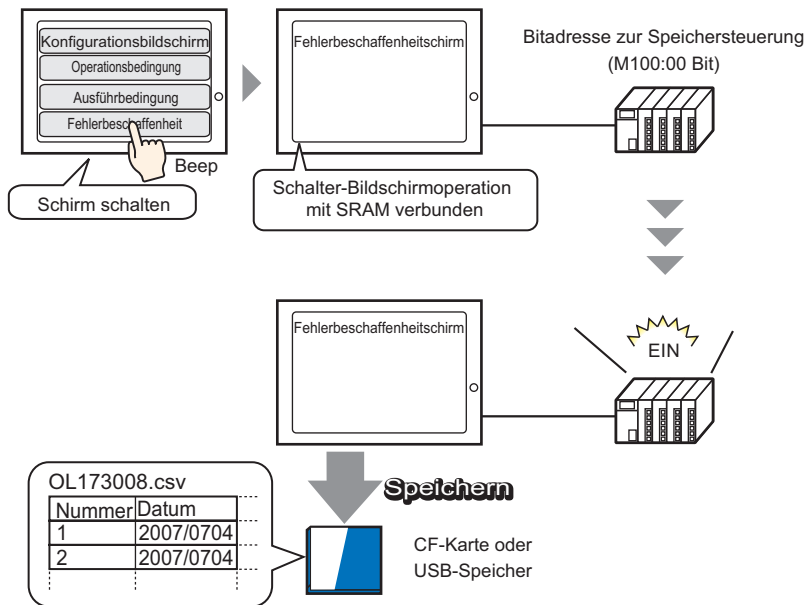 Konfigurationsbildschirm
Operationsbedingung
Ausführbedingung
Fehlerbeschaffenheit
Beep
Schirm schalten
Fehlerbeschaffenheitschirm
Schalter-Bildschirmoperation
mit SRAM verbunden
Bitadresse zur Speichersteuerung
(M100:00 Bit)
Fehlerbeschaffenheitschirm
EIN
Speichern
OL173008.csv
Nummer Datum
1 2007/0704
2 2007/0704
CF-Karte oder
USB-Speicher